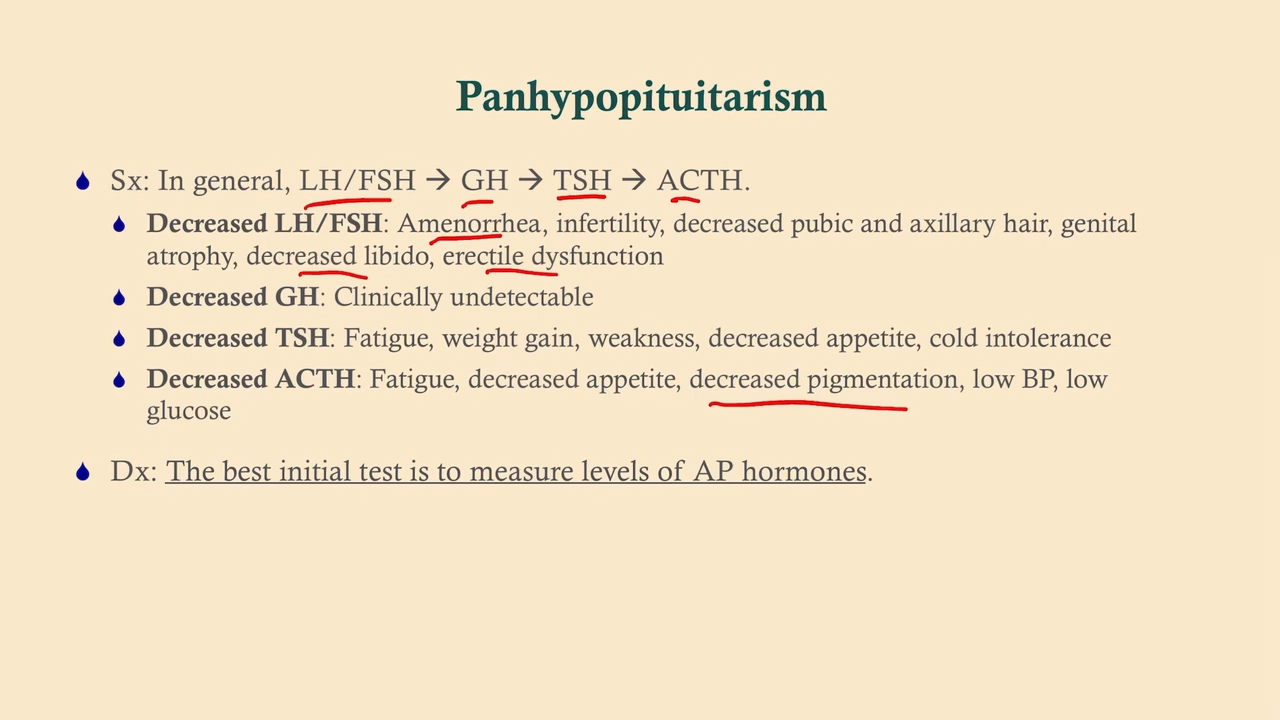 Panhypopituitarism
Sx: In general, LH/FSH → GH → TSH → ACTH.
Decreased LH/FSH: Amenorrhea, infertility, decreased pubic and axillary hair, genital
atrophy, decreased libido, erectile dysfunction
Decreased GH: Clinically undetectable
Decreased TSH: Fatigue, weight gain, weakness, decreased appetite, cold intolerance
Decreased ACTH: Fatigue, decreased appetite, decreased pigmentation, low BP, low
glucose
Dx: The best initial test is to measure levels of AP hormones.